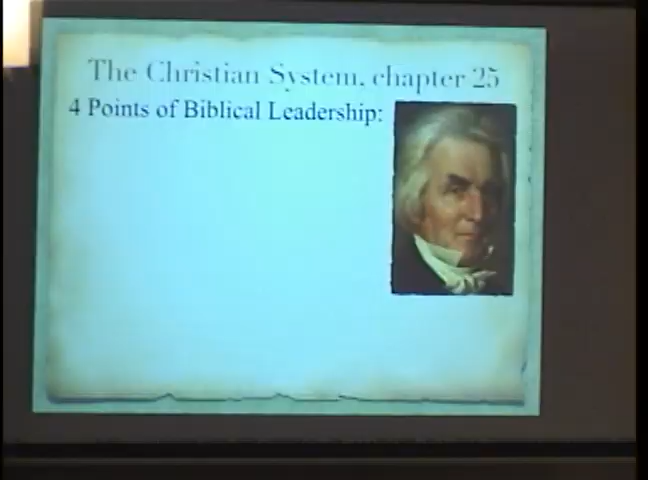 The Christian System, chapter 25
4 Points of Biblical Leadership: